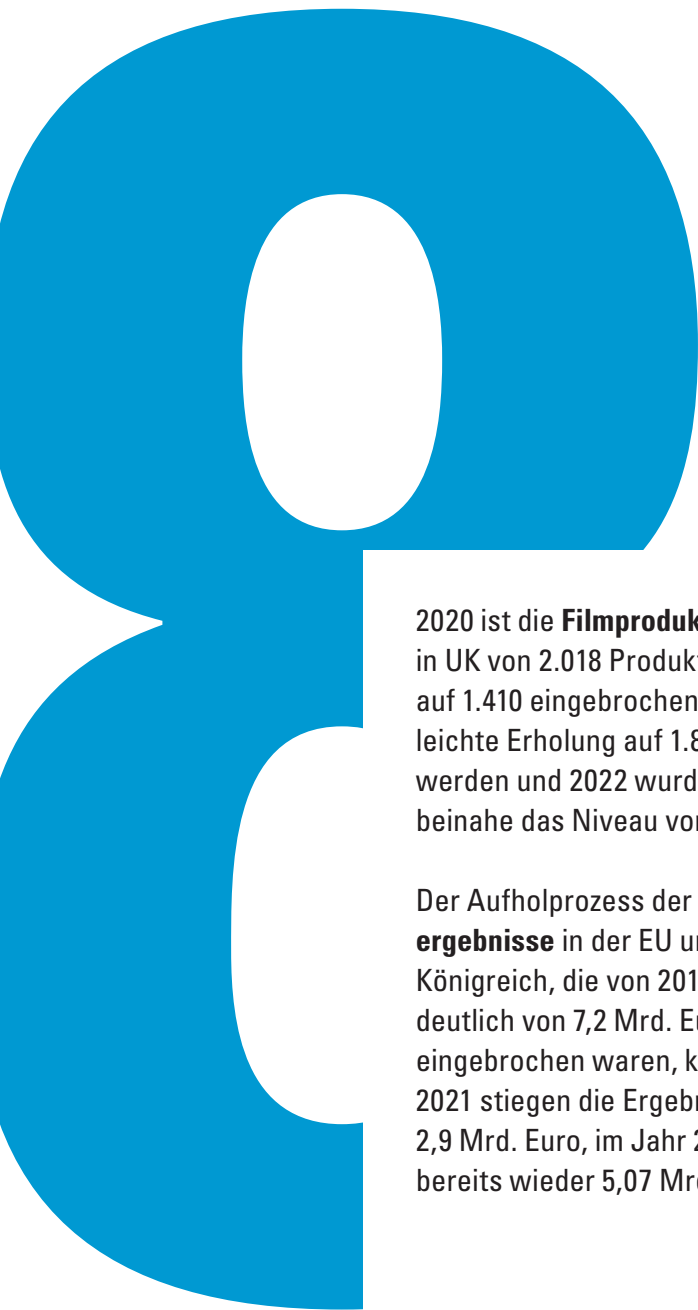 8
2020 ist die Filmproduk
in UK von 2.018 Produk
auf 1.410 eingebrochen
leichte Erholung auf 1.8
werden und 2022 wurd
beinahe das Niveau vo
Der Aufholprozess der
ergebnisse in der EU u
Königreich, die von 201
deutlich von 7,2 Mrd. E
eingebrochen waren, k
2021 stiegen die Ergeb
2,9 Mrd. Euro, im Jahr 2
bereits wieder 5,07 Mr